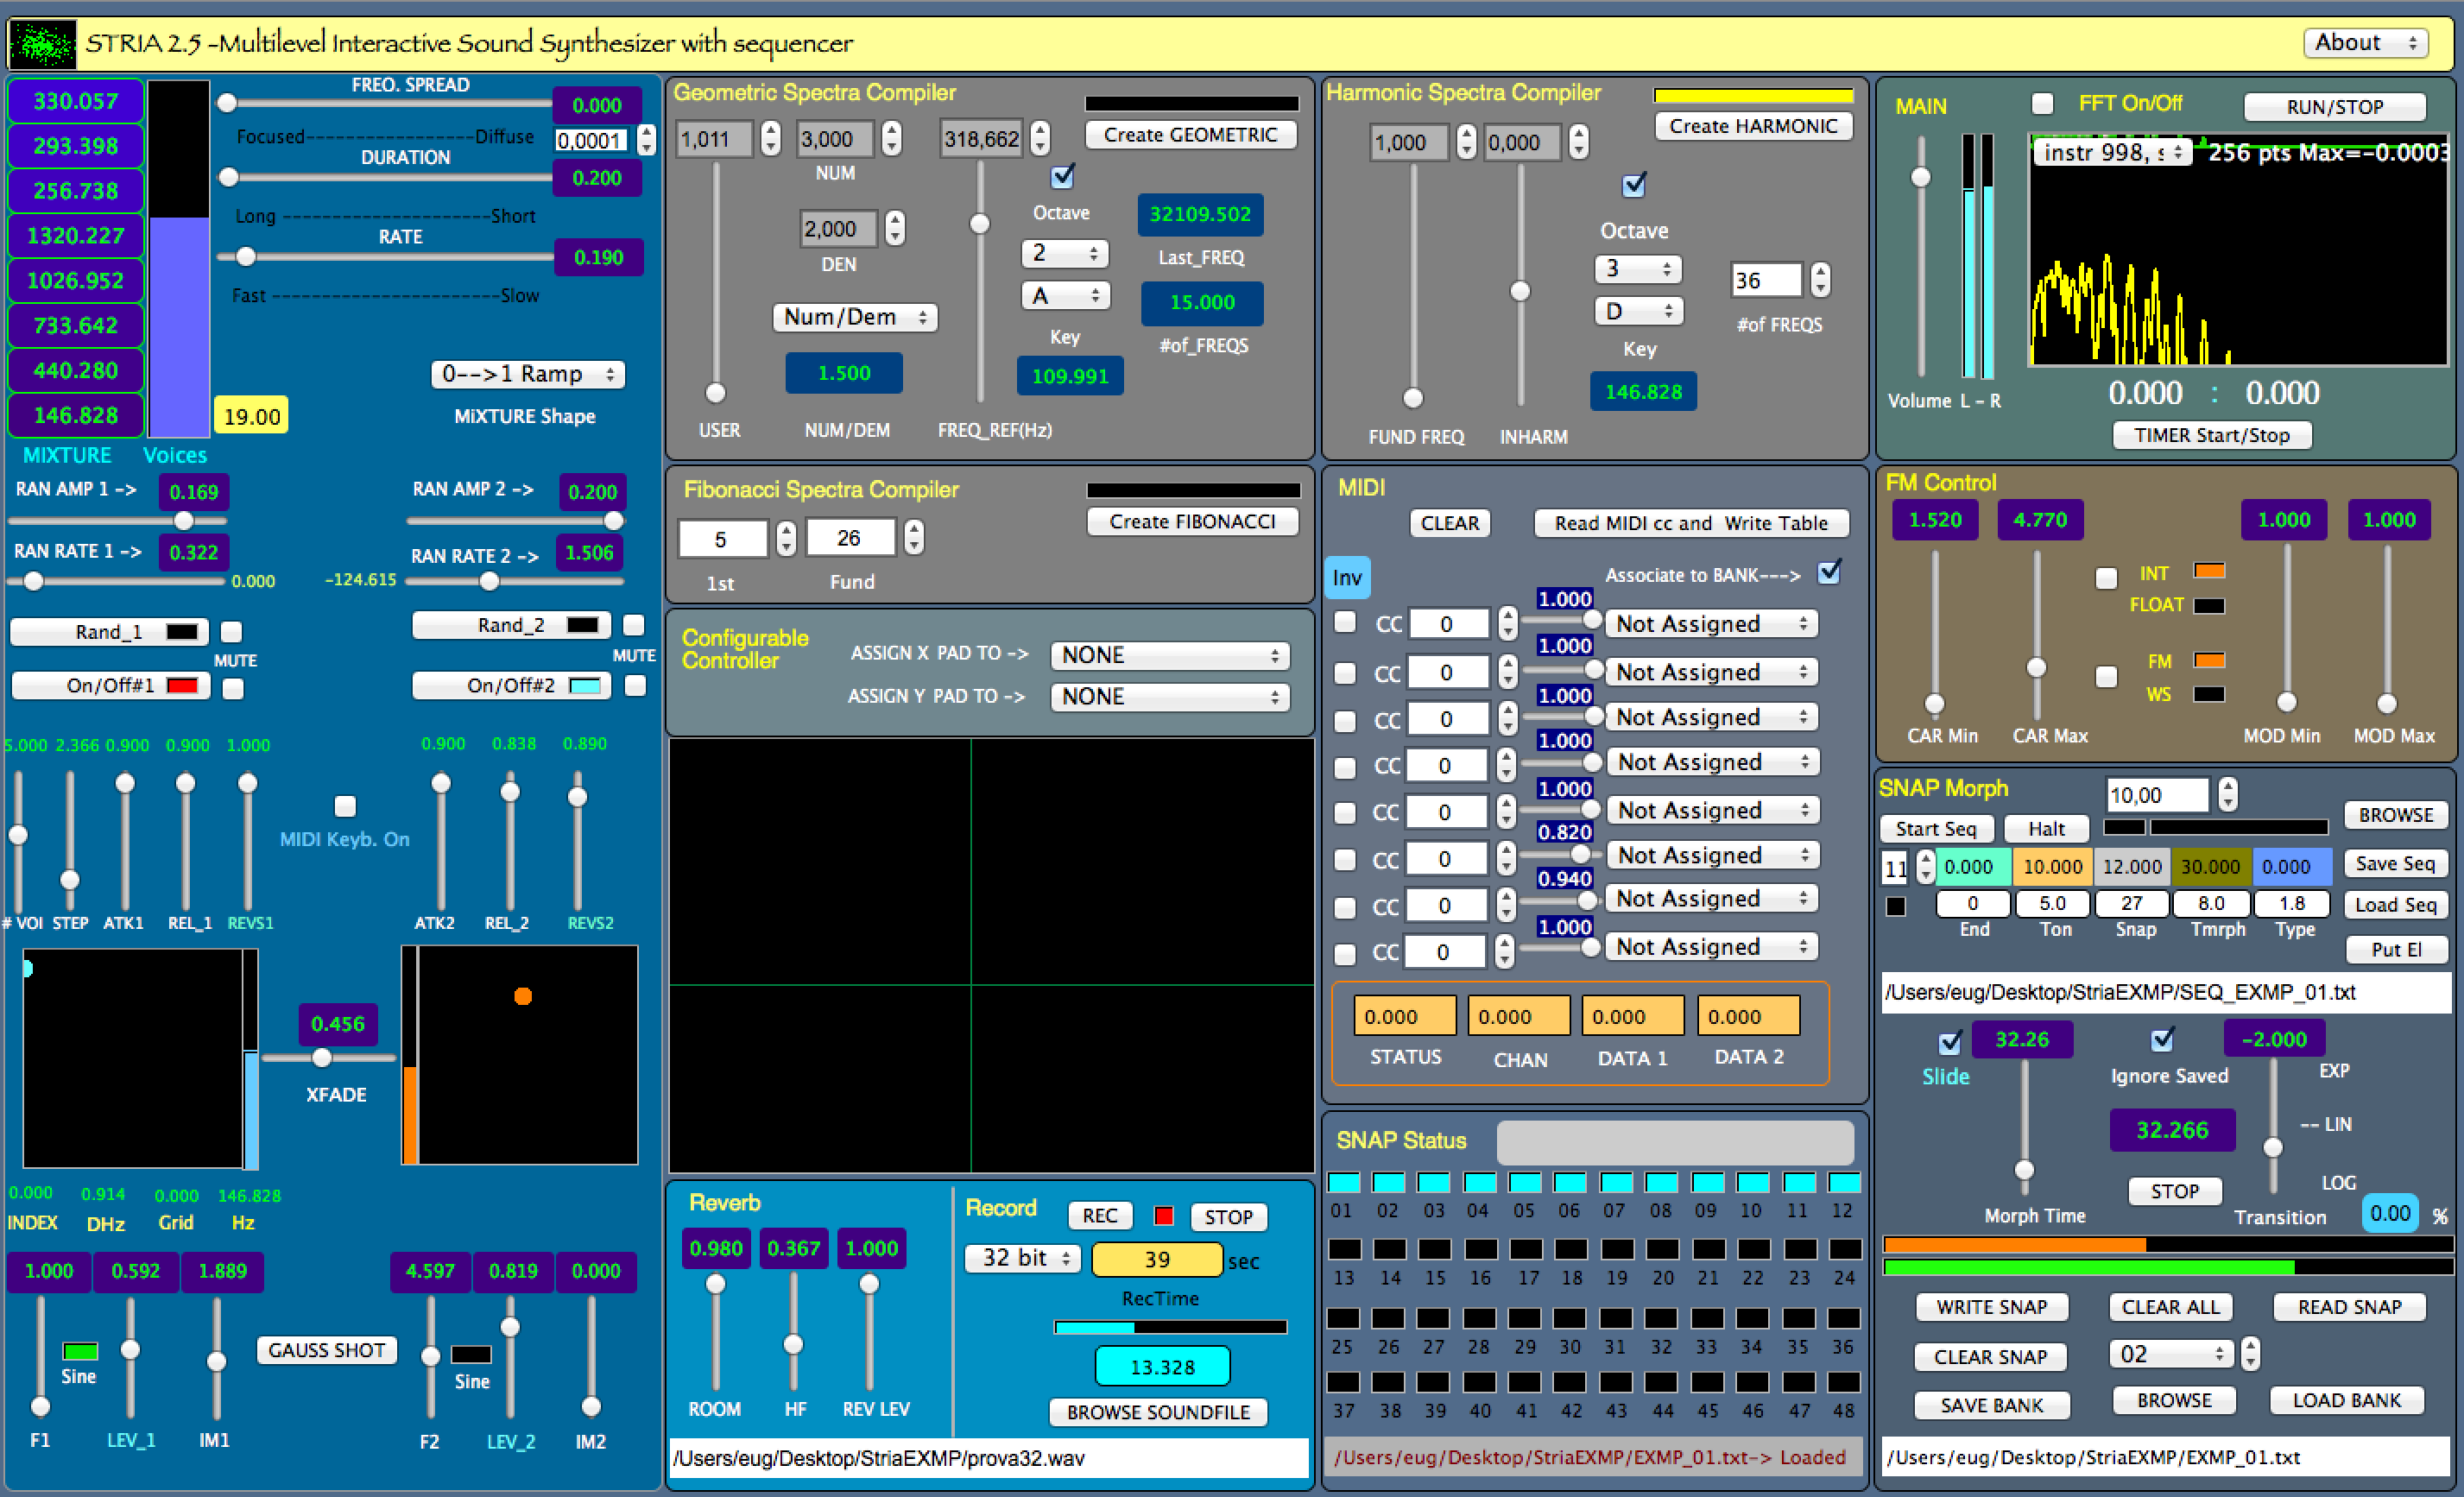 STRIA 2.5 -Multilevel Interactive Sound Synthesizer with sequencer
About
330.057
293.398
256.738
1320.227
1026.952
733.642
440.280
146.828
MIXTURE Voices
19.00
FREQ. SPREAD
0.000
Focused-------------------Diffuse
0,0001
DURATION
0.200
Long -----------------------Short
RATE
0.190
Fast -------------------------Slow
0-->1 Ramp
MiXTURE Shape
RAN AMP 1 -> 0.169
RAN AMP 2 -> 0.200
RAN RATE 1 -> 0.322
0.000
RAN RATE 2 -> 1.506
-124.615
Rand_1
MUTE
On/Off#1
Rand_2
MUTE
On/Off#2
5.000 2.366 0.900 0.900 1.000
0.900 0.838 0.890
MIDI Keyb. On
# VOI STEP ATK1 REL_1 REVS1
ATK2 REL_2 REVS2
0.456
XFADE
0.000 0.914 0.000 146.828
INDEX DHz Grid Hz
1.000 0.592 1.889
4.597 0.819 0.000
Sine
GAUSS SHOT
Sine
F1 LEV_1 IM1
F2 LEV_2 IM2
Geometric Spectra Compiler
1,011 3,000 318,662
Create GEOMETRIC
NUM
2,000
DEN
Octave
2
A
Key
32109.502
Last_FREQ
15.000
#of_FREQS
Num/Dem
1.500
109.991
USER NUM/DEM FREQ_REF(Hz)
Fibonacci Spectra Compiler
Create FIBONACCI
5 26
1st Fund
Configurable
Controller
ASSIGN X PAD TO -> NONE
ASSIGN Y PAD TO -> NONE
Reverb
0.980 0.367 1.000
ROOM HF REV LEV
Record
REC
STOP
32 bit
39 sec
RecTime
13.328
BROWSE SOUNDFILE
/Users/eug/Desktop/StriaEXMP/prova32.wav
Harmonic Spectra Compiler
1,000 0,000
Create HARMONIC
Octave
3
D
Key
146.828
36
#of FREQS
FUND FREQ INHARM
MIDI
CLEAR
Read MIDI cc and Write Table
Inv
Associate to BANK--->
CC 0 1.000 Not Assigned
CC 0 1.000 Not Assigned
CC 0 1.000 Not Assigned
CC 0 1.000 Not Assigned
CC 0 1.000 Not Assigned
CC 0 0.820 Not Assigned
CC 0 0.940 Not Assigned
CC 0 1.000 Not Assigned
0.000 0.000 0.000 0.000
STATUS CHAN DATA 1 DATA 2
SNAP Status
01 02 03 04 05 06 07 08 09 10 11 12
13 14 15 16 17 18 19 20 21 22 23 24
25 26 27 28 29 30 31 32 33 34 35 36
37 38 39 40 41 42 43 44 45 46 47 48
/Users/eug/Desktop/StriaEXMP/EXMP_01.txt-> Loaded
MAIN
FFT On/Off
RUN/STOP
instr 998, s
256 pts Max=-0.0003
Volume L - R
0.000 : 0.000
TIMER Start/Stop
FM Control
1.520 4.770 1.000 1.000
INT
FLOAT
FM
WS
CAR Min CAR Max MOD Min MOD Max
SNAP Morph
10,00
BROWSE
Start Seq Halt
11 0.000 10.000 12.000 30.000 0.000
Save Seq
0 5.0 27 8.0 1.8
Load Seq
End Ton Snap Tmrph Type
Put El
/Users/eug/Desktop/StriaEXMP/SEQ_EXMP_01.txt
Slide
32.26
Ignore Saved
-2.000
EXP
32.266
-- LIN
STOP
LOG
Morph Time
Transition
0.00 %
WRITE SNAP CLEAR ALL READ SNAP
CLEAR SNAP 02
SAVE BANK BROWSE LOAD BANK
/Users/eug/Desktop/StriaEXMP/EXMP_01.txt